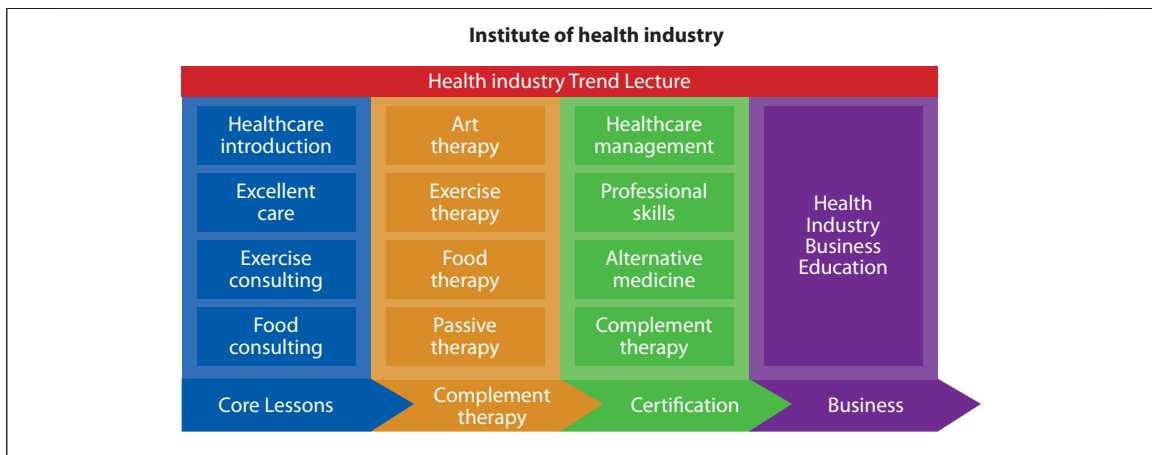 Institute of health industry
Health industry Trend Lecture
Healthcare
introduction
Excellent
care
Exercise
consulting
Food
consulting
Core Lessons
Art
therapy
Exercise
therapy
Food
therapy
Passive
therapy
Complement
therapy
Healthcare
management
Professional
skills
Alternative
medicine
Complement
therapy
Certification
Health
Industry
Business
Education
Business